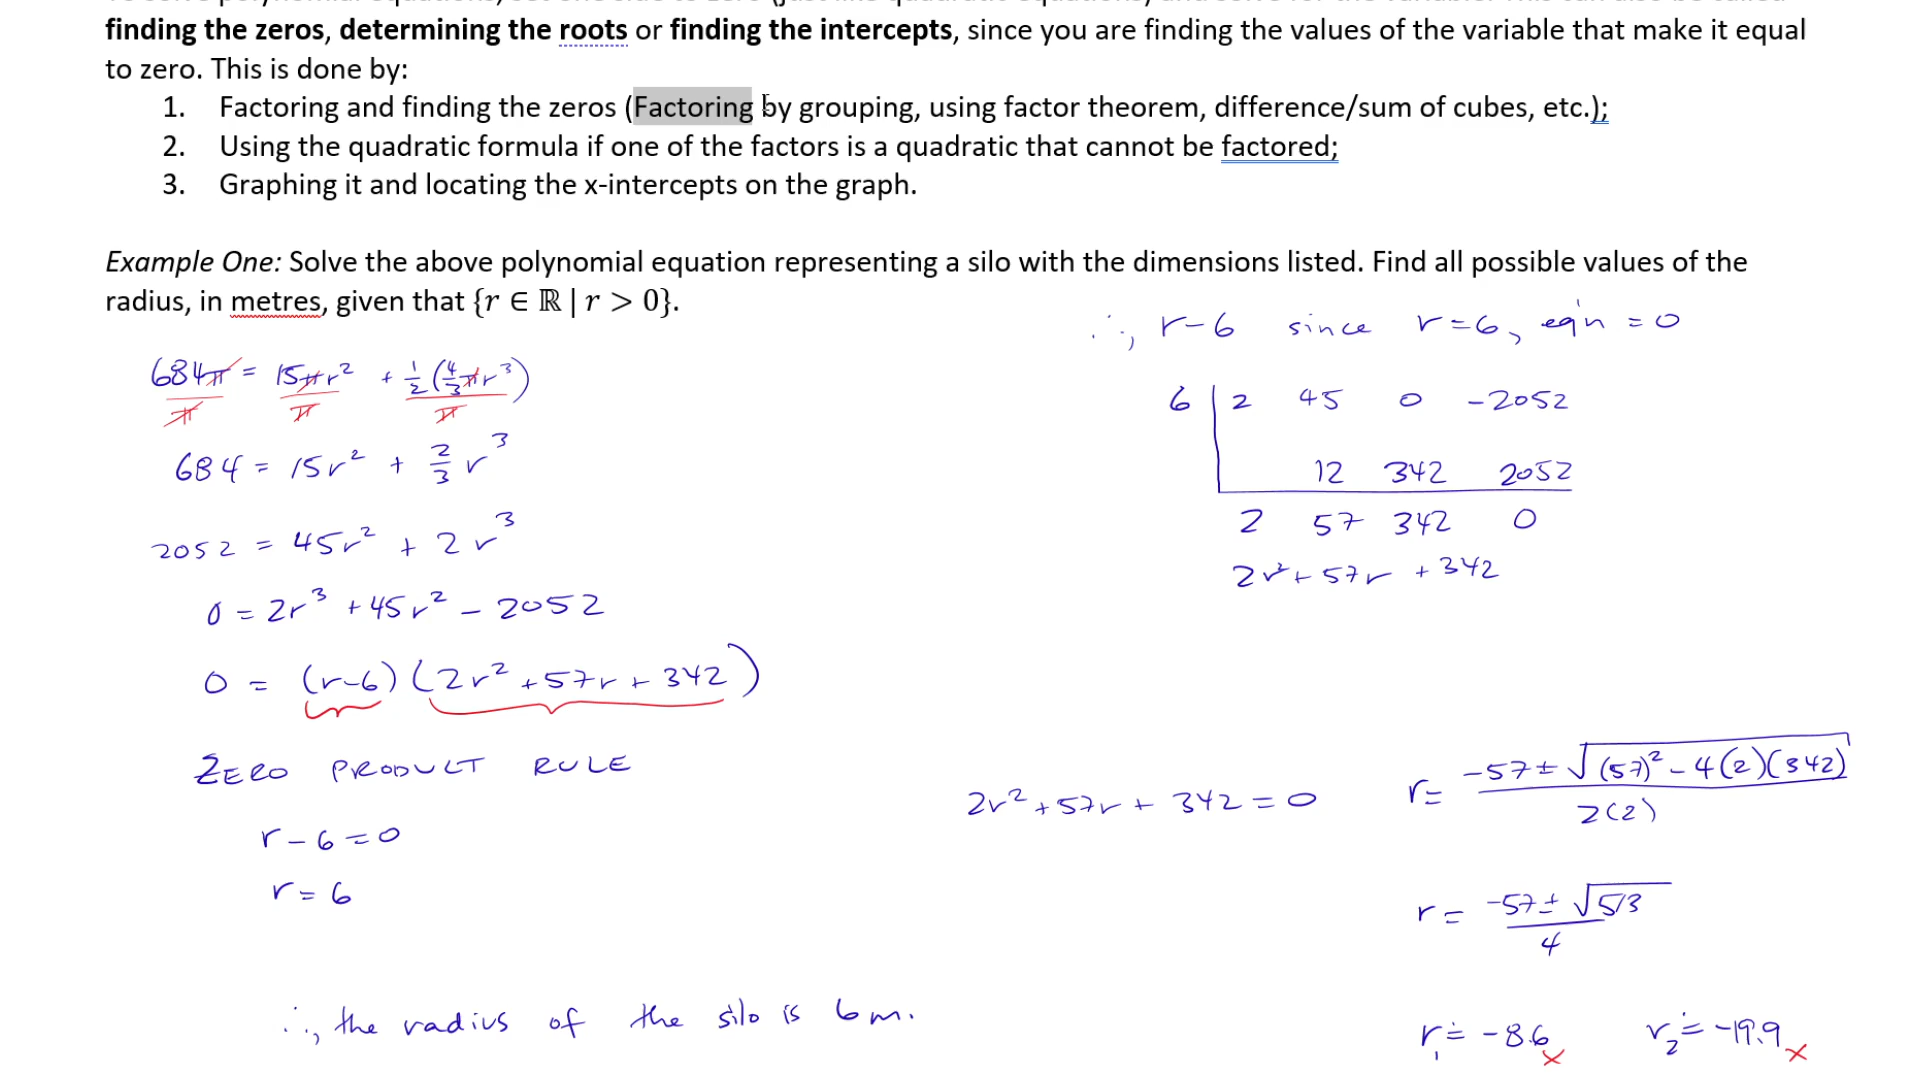 finding the zeros, determining the roots or finding the intercepts, since you are finding the values of the variable that make it equal
to zero. This is done by:
1. Factoring and finding the zeros (Factoring by grouping, using factor theorem, difference/sum of cubes, etc.);
2. Using the quadratic formula if one of the factors is a quadratic that cannot be factored;
3. Graphing it and locating the x-intercepts on the graph.
Example One: Solve the above polynomial equation representing a silo with the dimensions listed. Find all possible values of the
radius, in metres, given that {r ∈ ℝ | r > 0}.
∴, r-6 since r=6, eq'n = 0
684π/π = 15πr²/π + ½(4/3 πr³)/π
684 = 15r² + 2/3 r³
2052 = 45r² + 2r³
0 = 2r³ + 45r² - 2052
0 = (r-6)(2r² + 57r + 342)
6 | 2 45 0 -2052
12 342 2052
2 57 342 0
2r² + 57r + 342
ZERO PRODUCT RULE
r - 6 = 0
r = 6
2r² + 57r + 342 = 0
r = (-57 ± √((57)² - 4(2)(342)))/2(2)
r = (-57 ± √513)/4
∴, the radius of the silo is 6m.
r₁ ≐ -8.6 × r₂ ≐ -19.9 ×